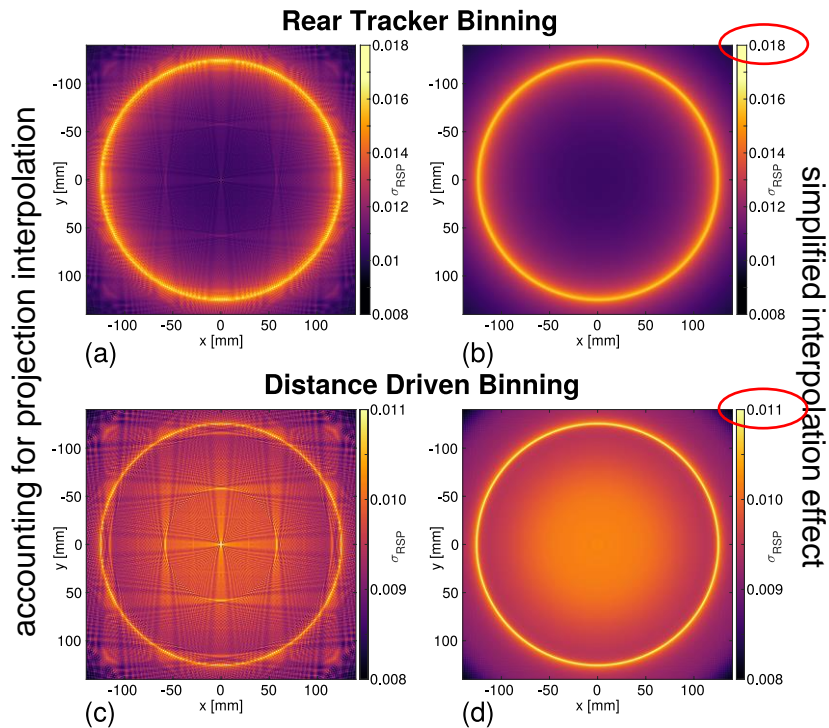 Rear Tracker Binning
accounting for projection interpolation
simplified interpolation effect
-100
-50
0
50
100
y [mm]
-100 -50 0 50 100
x [mm]
(a)
0.018
0.016
0.014
0.012
0.01
0.008
σRSP
-100
-50
0
50
100
y [mm]
-100 -50 0 50 100
x [mm]
(b)
0.018
0.016
0.014
0.012
0.01
0.008
σRSP
Distance Driven Binning
-100
-50
0
50
100
y [mm]
-100 -50 0 50 100
x [mm]
(c)
0.011
0.010
0.009
0.008
σRSP
-100
-50
0
50
100
y [mm]
-100 -50 0 50 100
x [mm]
(d)
0.011
0.010
0.009
0.008
σRSP